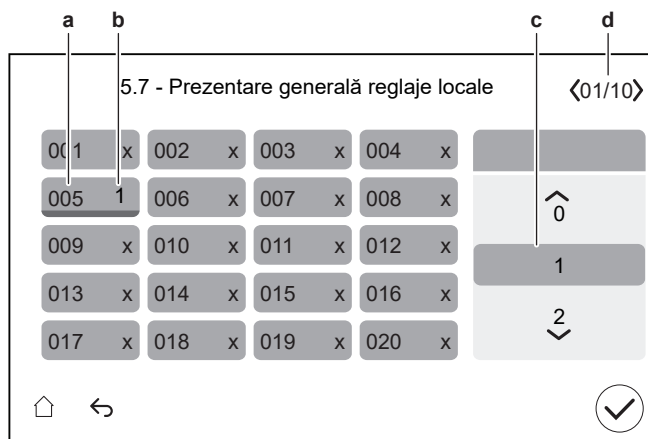 a b c d
5.7 - Prezentare generală reglaje locale 01/10
001 x 002 x 003 x 004 x
005 1 006 x 007 x 008 x 0
009 x 010 x 011 x 012 x 1
013 x 014 x 015 x 016 x 2
017 x 018 x 019 x 020 x